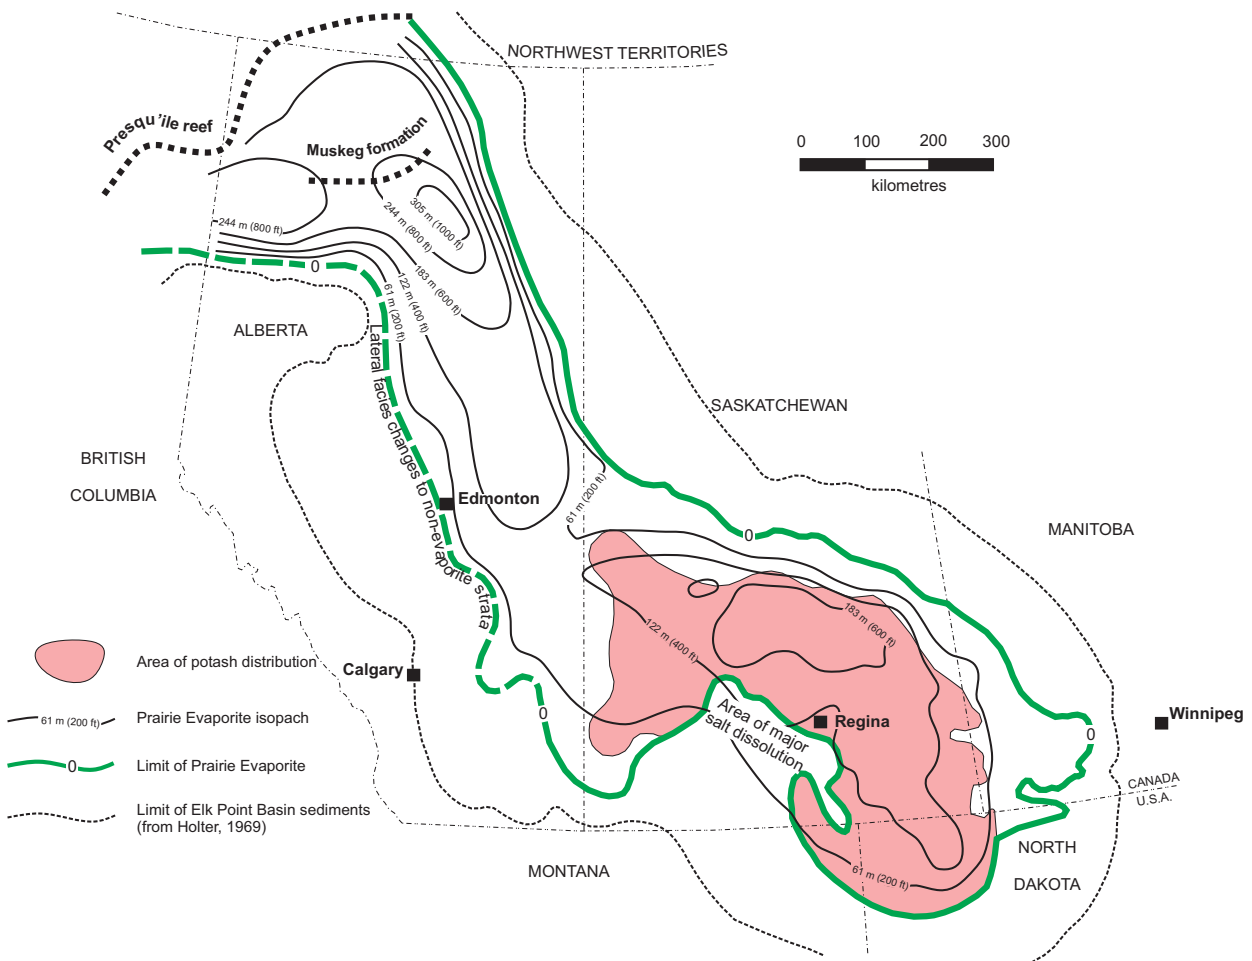 NORTHWEST TERRITORIES
Presqu'ile reef
Muskeg formation
0 100 200 300
kilometres
305 m (1000 ft)
244 m (800 ft)
244 m (800 ft)
183 m (600 ft)
122 m (400 ft)
61 m (200 ft)
0
ALBERTA
Lateral facies changes to non-evaporite strata
SASKATCHEWAN
BRITISH
COLUMBIA
Edmonton
61 m (200 ft)
0
MANITOBA
183 m (600 ft)
122 m (400 ft)
Calgary
0
Area of major
salt dissolution
Regina
Winnipeg
0
CANADA
U.S.A.
61 m (200 ft)
MONTANA
NORTH
DAKOTA
Area of potash distribution
61 m (200 ft)
Prairie Evaporite isopach
0
Limit of Prairie Evaporite
Limit of Elk Point Basin sediments
(from Holter, 1969)